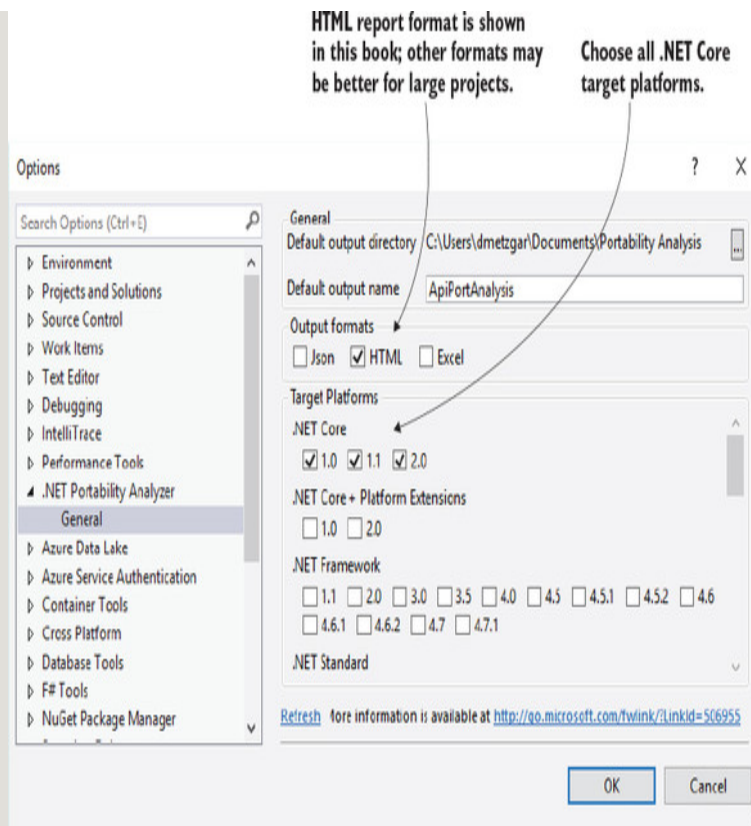 HTML report format is shown
in this book; other formats may
be better for large projects.
Choose all .NET Core
target platforms.
Options
? X
Search Options (Ctrl+E)
Environment
Projects and Solutions
Source Control
Work Items
Text Editor
Debugging
IntelliTrace
Performance Tools
.NET Portability Analyzer
General
Azure Data Lake
Azure Service Authentication
Container Tools
Cross Platform
Database Tools
F# Tools
NuGet Package Manager
General
Default output directory C:\Users\dmetzgar\Documents\Portability Analysis ...
Default output name ApiPortAnalysis
Output formats
Json HTML Excel
Target Platforms
.NET Core
1.0 1.1 2.0
.NET Core + Platform Extensions
1.0 2.0
.NET Framework
1.1 2.0 3.0 3.5 4.0 4.5 4.5.1 4.5.2 4.6
4.6.1 4.6.2 4.7 4.7.1
.NET Standard
Refresh More information is available at http://go.microsoft.com/fwlink/?LinkId=506955
OK Cancel